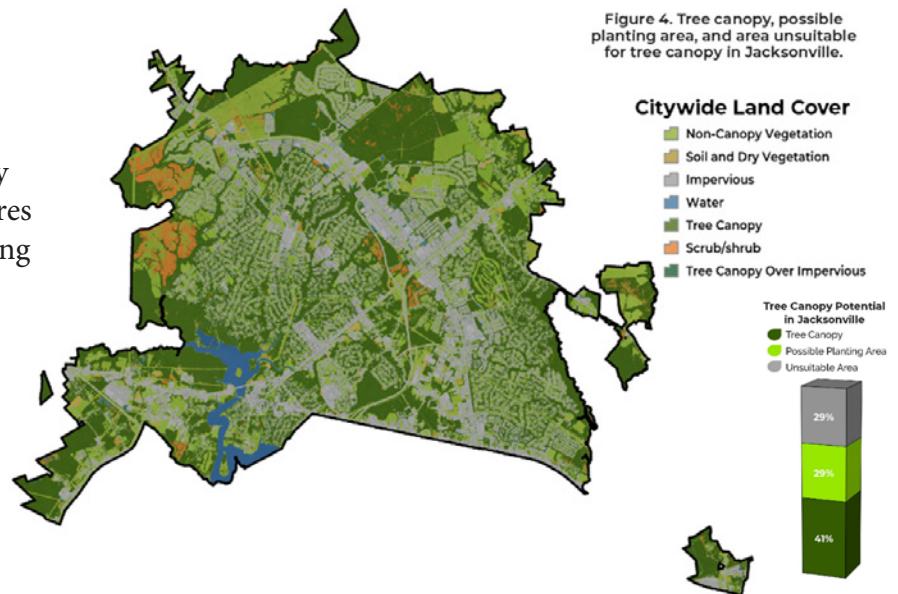 Figure 4. Tree canopy, possible
planting area, and area unsuitable
for tree canopy in Jacksonville.
y
res
ng
Citywide Land Cover
Non-Canopy Vegetation
Soil and Dry Vegetation
Impervious
Water
Tree Canopy
Scrub/shrub
Tree Canopy Over Impervious
Tree Canopy Potential
in Jacksonville
Tree Canopy
Possible Planting Area
Unsuitable Area
29%
29%
41%